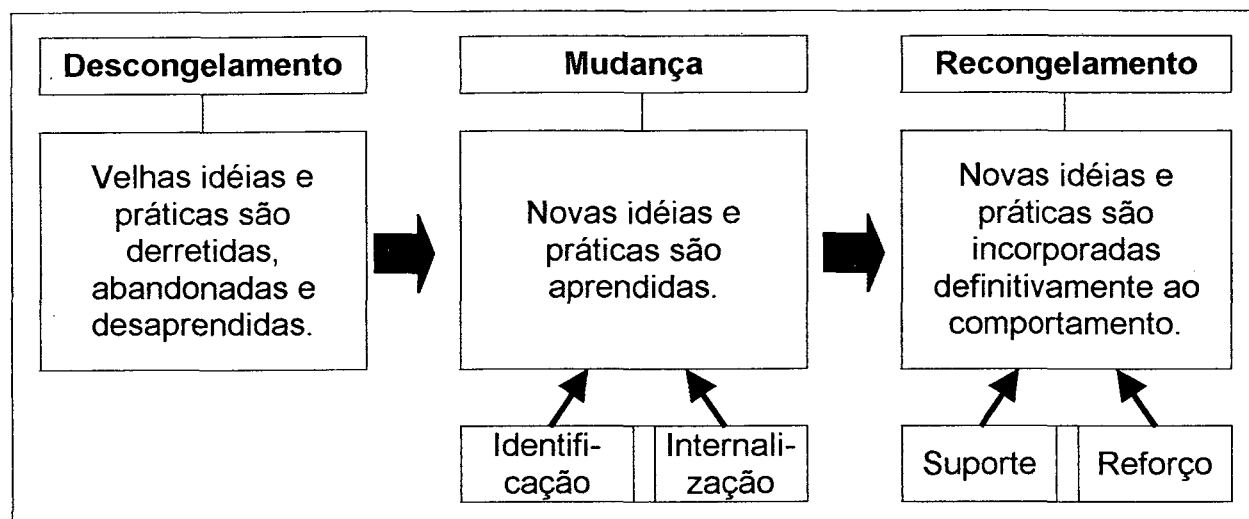 Descongelamento
Velhas idéias e
práticas são
derretidas,
abandonadas e
desaprendidas.
Mudança
Novas idéias e
práticas são
aprendidas.
Identifi-
cação
Internali-
zação
Recongelamento
Novas idéias e
práticas são
incorporadas
definitivamente ao
comportamento.
Suporte
Reforço